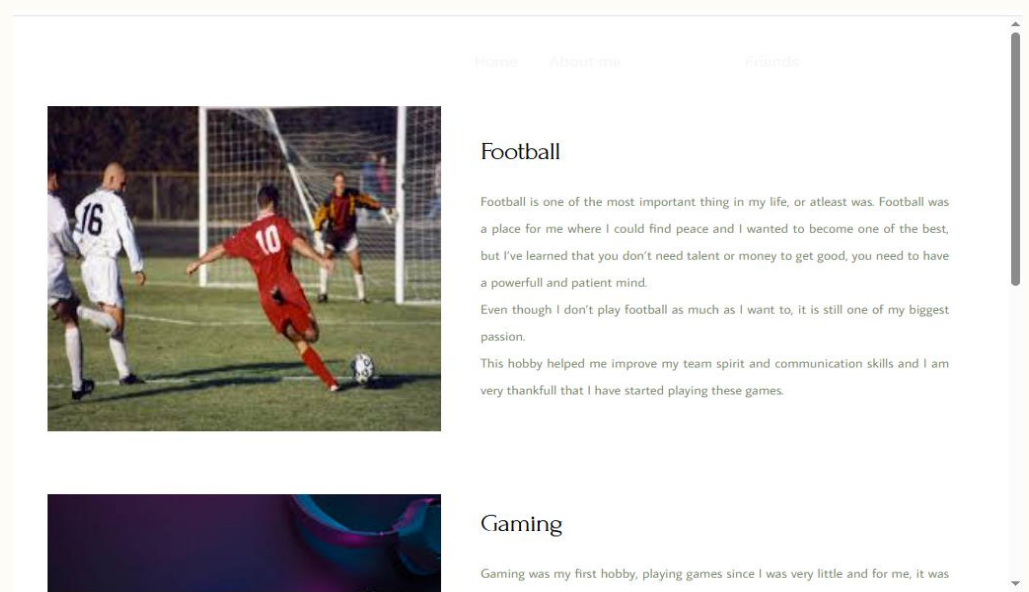 Home About me Friends
16
10
Football
Football is one of the most important thing in my life, or atleast was. Football was
a place for me where I could find peace and I wanted to become one of the best,
but I've learned that you don't need talent or money to get good, you need to have
a powerfull and patient mind.
Even though I don't play football as much as I want to, it is still one of my biggest
passion.
This hobby helped me improve my team spirit and communication skills and I am
very thankfull that I have started playing these games.
Gaming
Gaming was my first hobby, playing games since I was very little and for me, it was